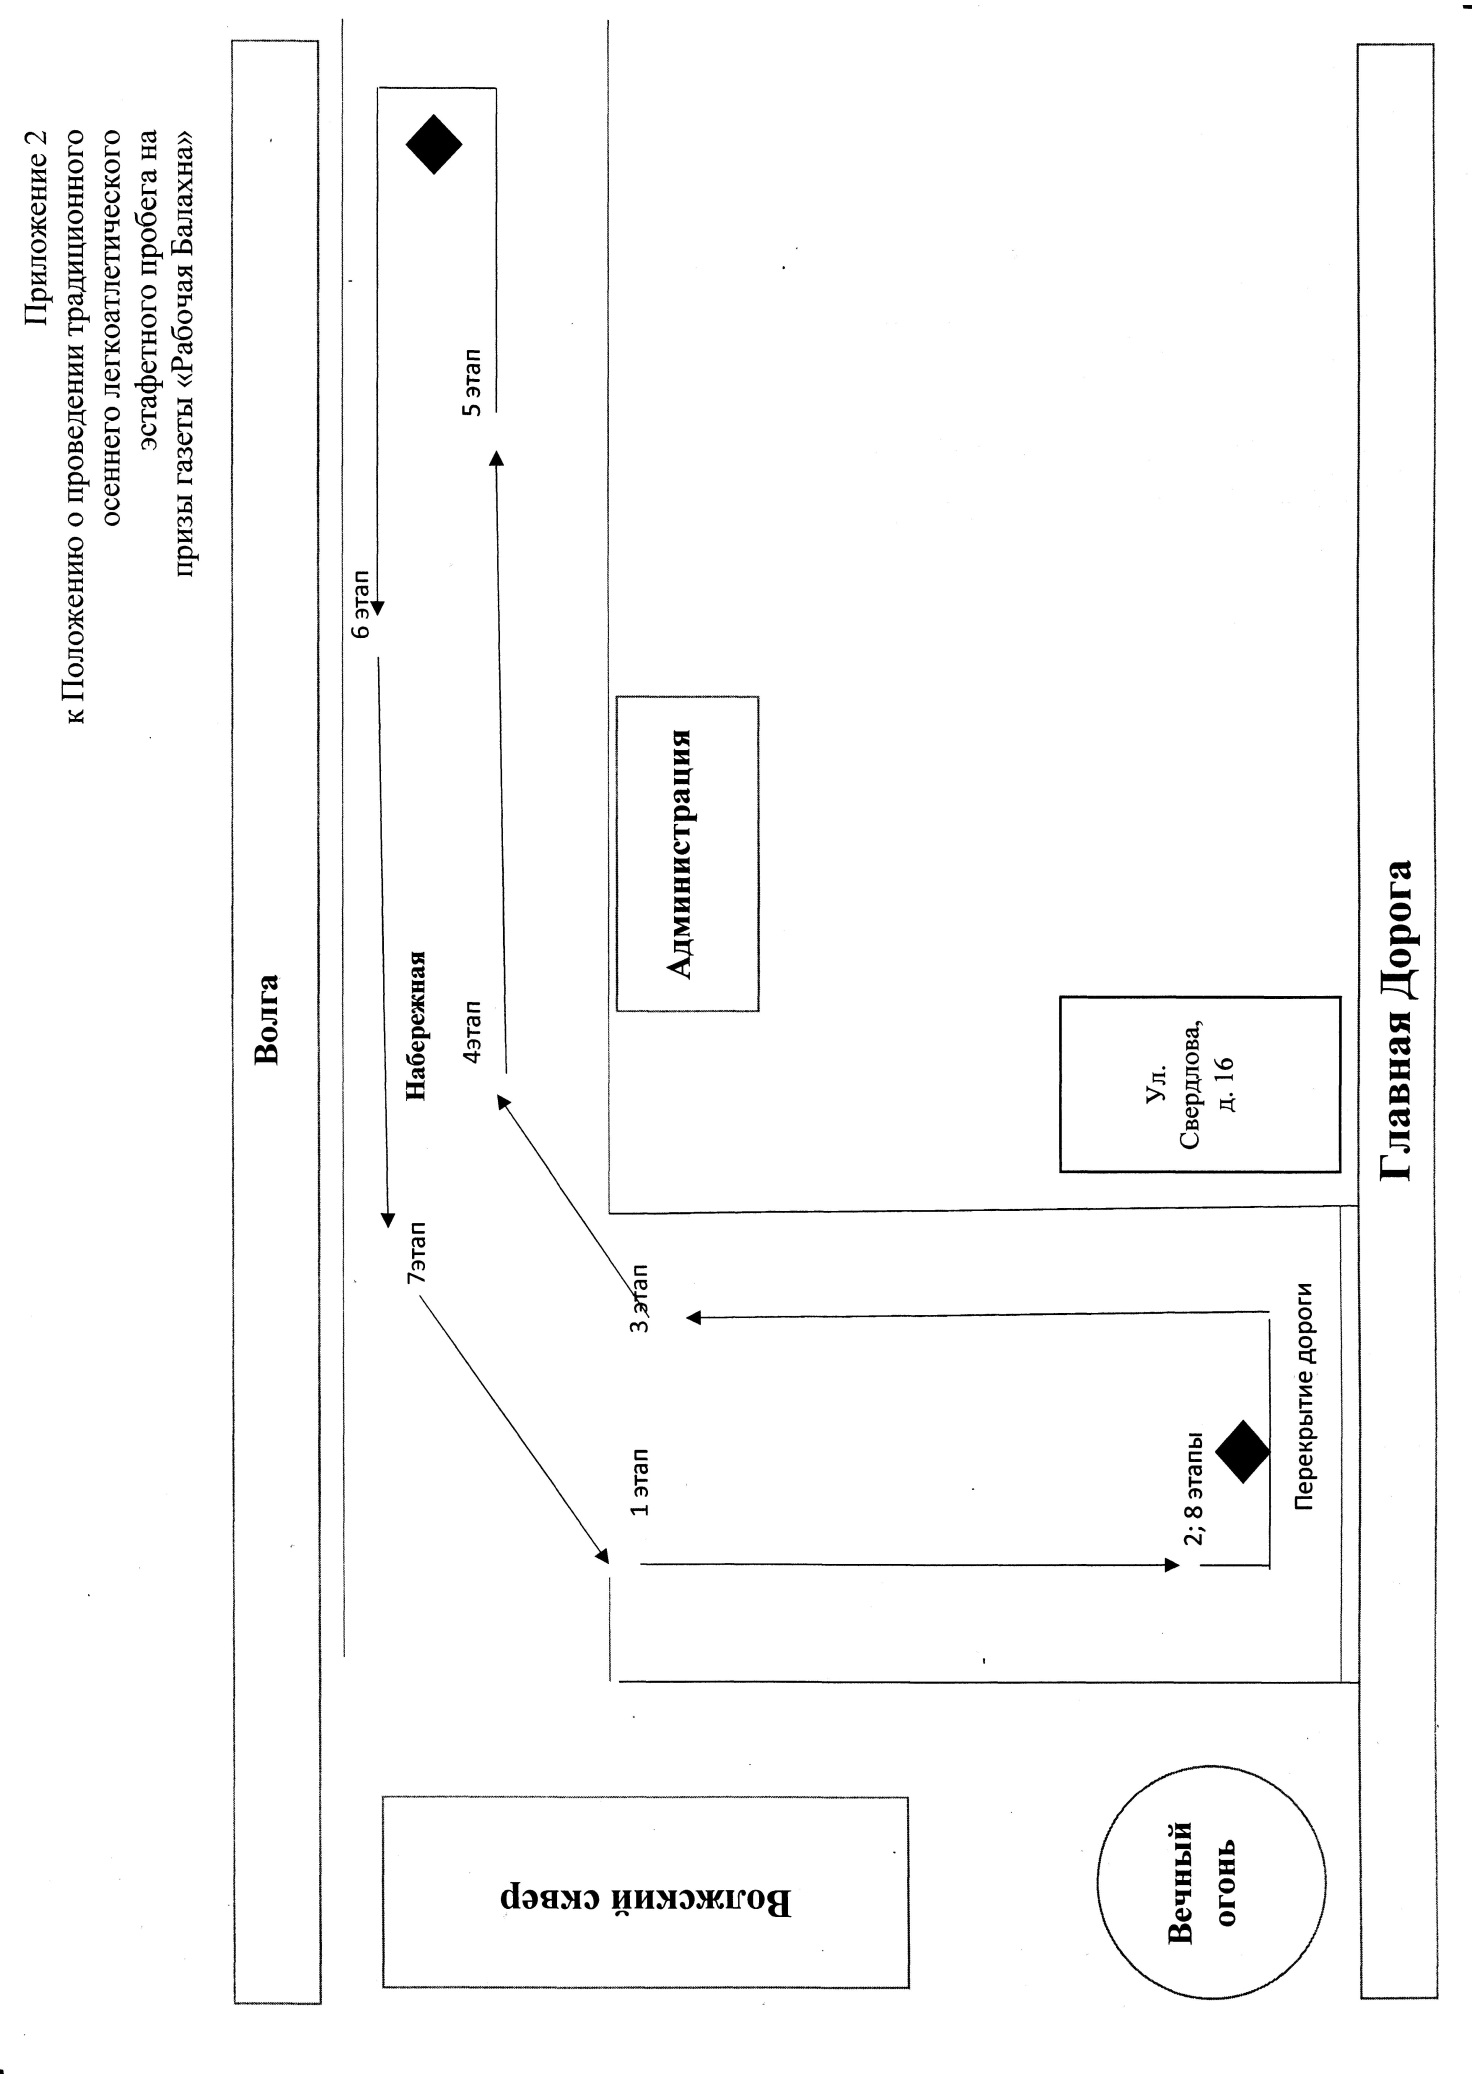 Приложение 2
к Положению о проведении традиционного
осеннего легкоатлетического
эстафетного пробега на
призы газеты «Рабочая Балахна»
Волга
6 этап
Набережная
7этап
5 этап
4этап
3 этап
1 этап
Администрация
Волжский сквер
Ул.
Свердлова,
д. 16
2; 8 этапы
Перекрытие дороги
Вечный
огонь
Главная Дорога